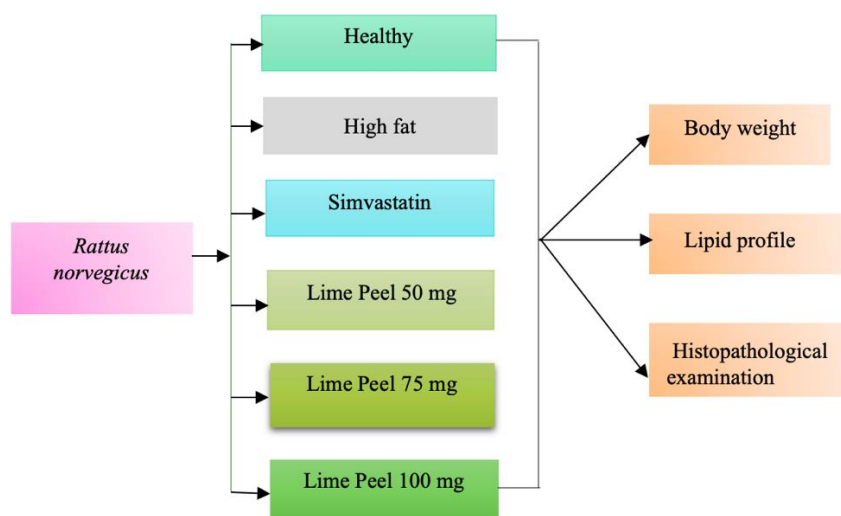 Rattus
norvegicus
Healthy
High fat
Simvastatin
Lime Peel 50 mg
Lime Peel 75 mg
Lime Peel 100 mg
Body weight
Lipid profile
Histopathological
examination